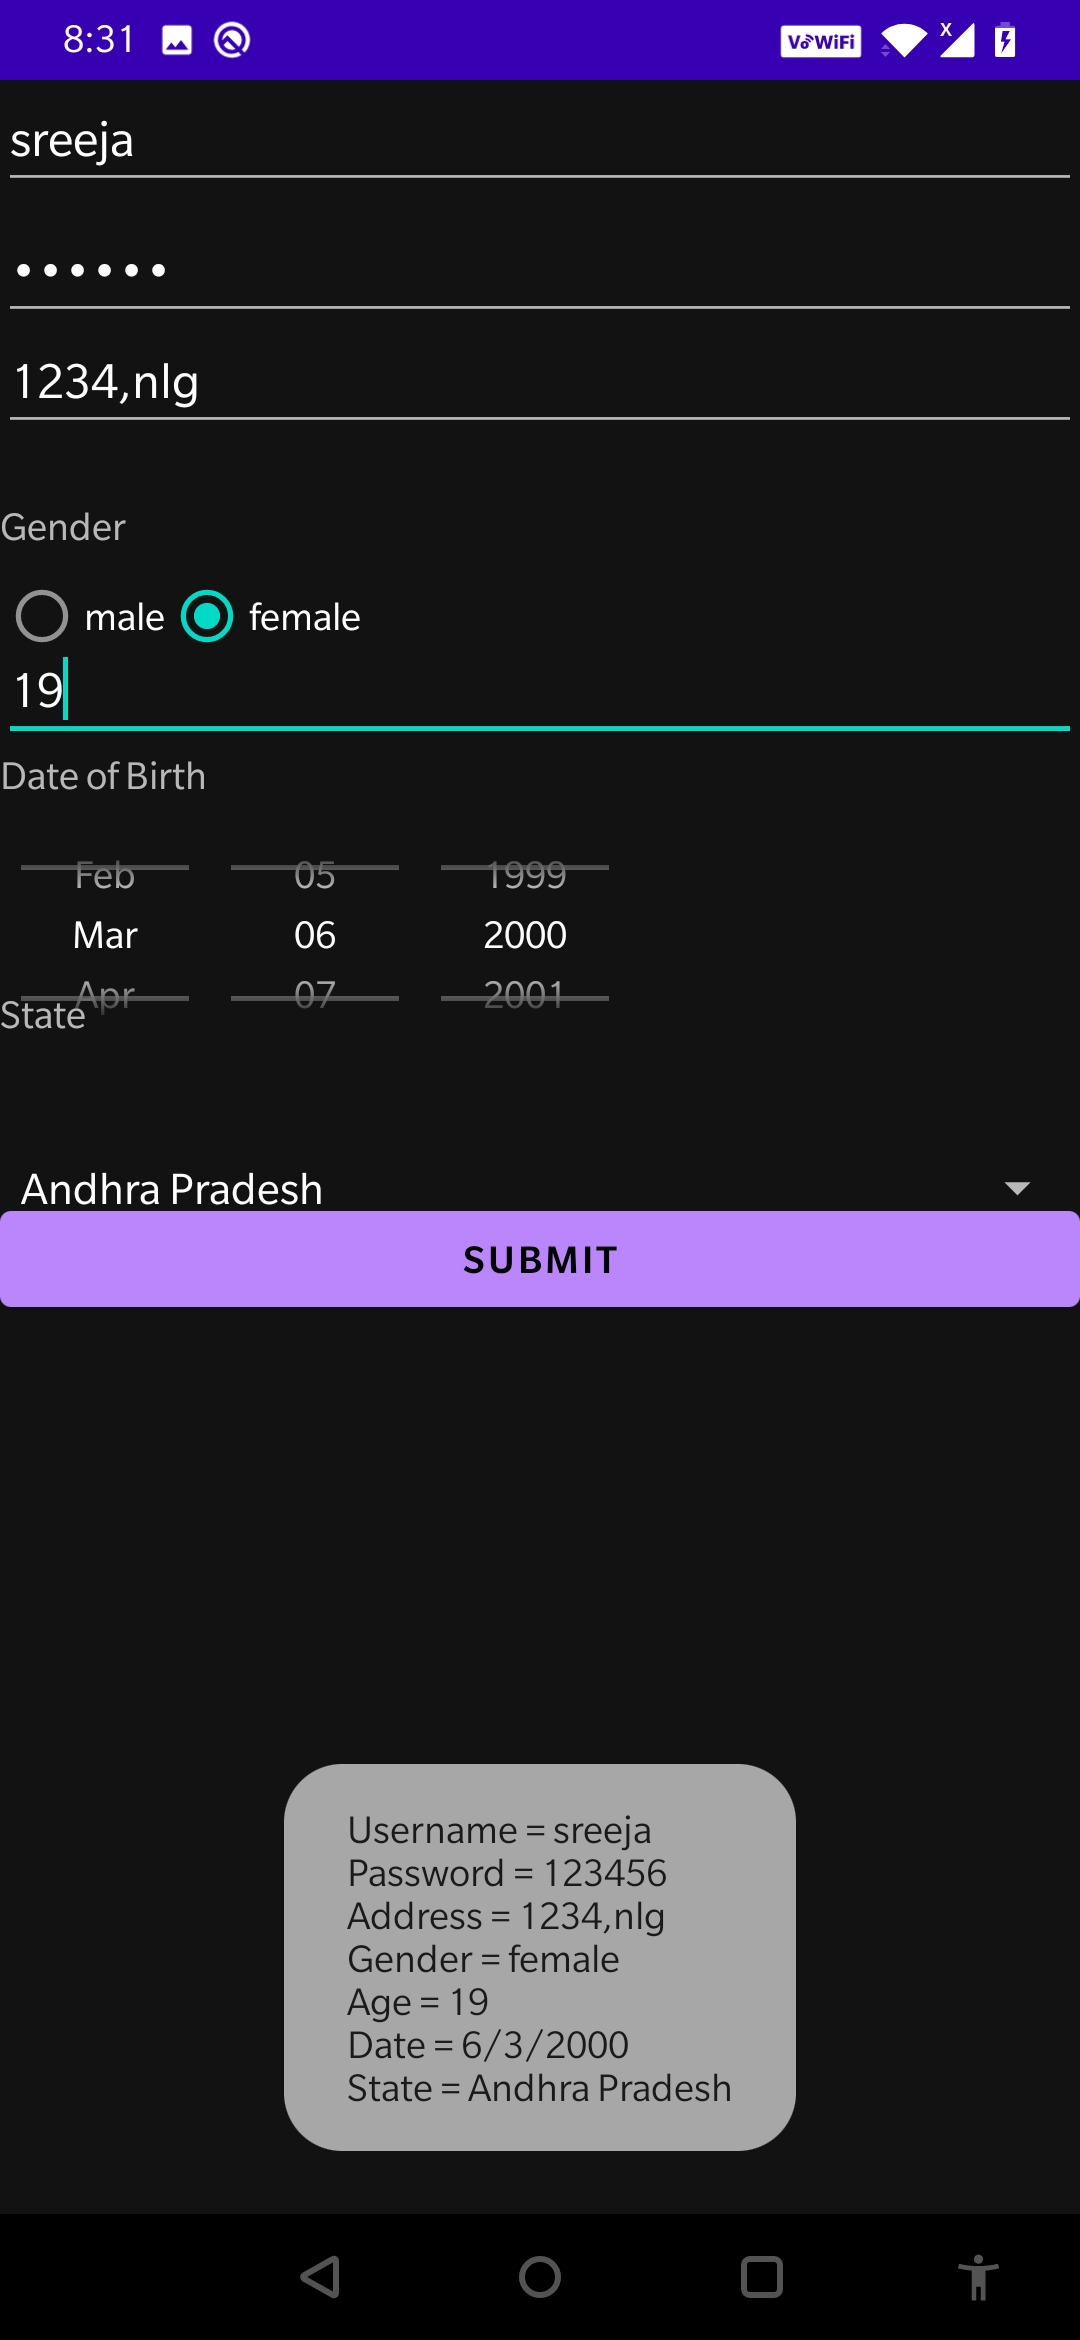 8:31 VoWiFi X
sreeja
••••••
1234,nlg
Gender
male female
19
Date of Birth
Feb 05 1999
Mar 06 2000
Apr 07 2001
State
Andhra Pradesh
SUBMIT
Username = sreeja
Password = 123456
Address = 1234,nlg
Gender = female
Age = 19
Date = 6/3/2000
State = Andhra Pradesh